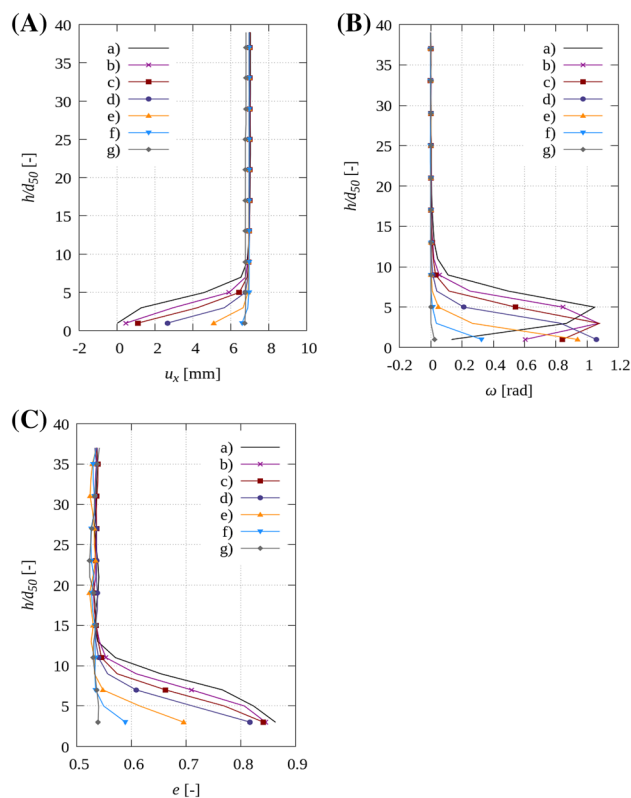 (A)
40
35
30
25
20
15
10
5
0
h/d50 [-]
a)
b)
c)
d)
e)
f)
g)
-2 0 2 4 6 8 10
ux [mm]
(B)
40
35
30
25
20
15
10
5
0
h/d50 [-]
a)
b)
c)
d)
e)
f)
g)
-0.2 0 0.2 0.4 0.6 0.8 1 1.2
ω [rad]
(C)
40
35
30
25
20
15
10
5
0
h/d50 [-]
a)
b)
c)
d)
e)
f)
g)
0.5 0.6 0.7 0.8 0.9
e [-]